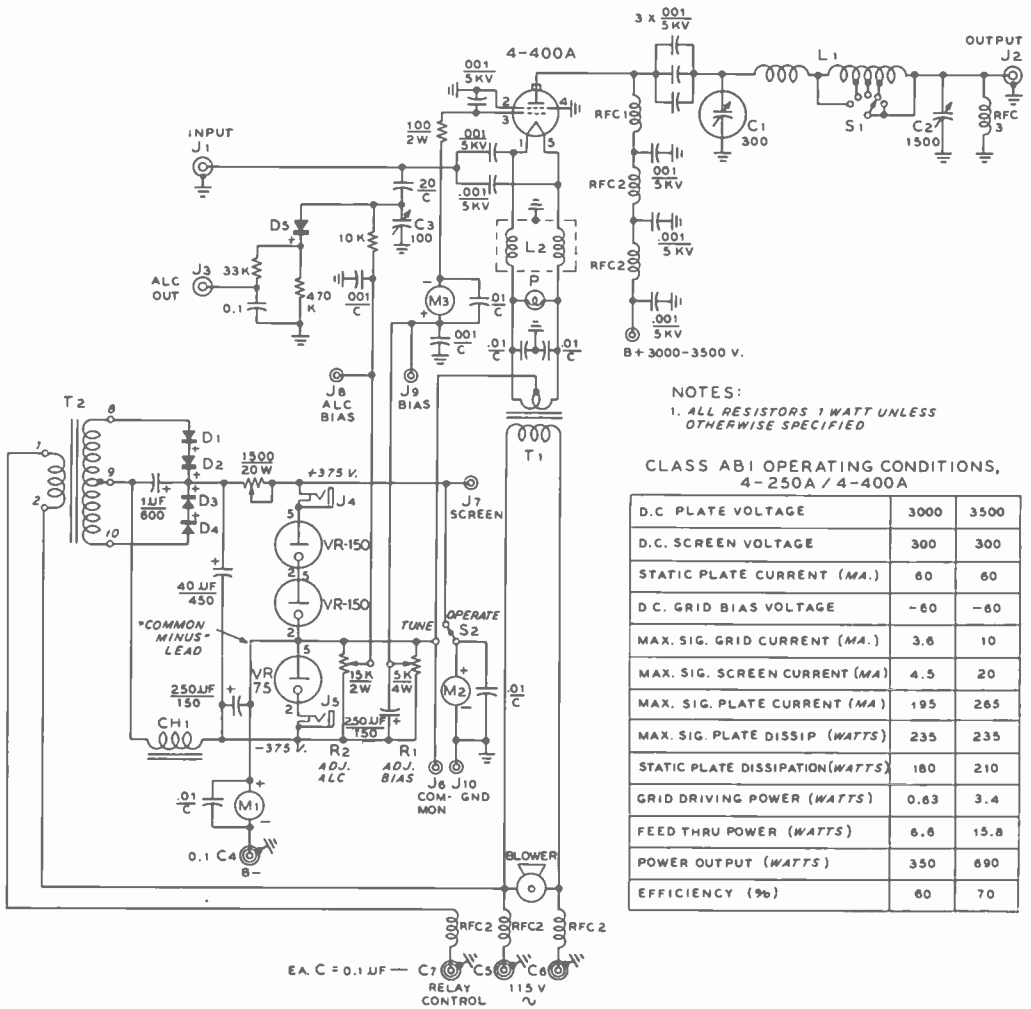 3 X .001
5KV
4-400A
OUTPUT
J2
L1
.001
5KV
2
3
4
1
5
100
2W
RFC1
C1
300
S1
C2
1500
RFC
3
INPUT
J1
.001
5KV
.001
5KV
20
C
C3
100
.001
5KV
RFC2
D5
+
10K
L2
.001
5KV
RFC2
J3
ALC
OUT
33K
0.1
470
K
.001
C
P
-
M3
+
.01
C
.001
C
.001
5KV
.01
C
.01
C
B+3000-3500 V.
J8
ALC
BIAS
J9
BIAS
T1
NOTES:
1. ALL RESISTORS 1 WATT UNLESS
OTHERWISE SPECIFIED
T2
8
1
9
2
10
D1
+
D2
+
D3
+
D4
+
1UF
600
+
1500
20W
+375 V.
J4
J7
SCREEN
5
VR-150
2
5
VR-150
2
+
40UF
450
"COMMON
MINUS"
LEAD
TUNE
OPERATE
S2
5
VR
75
2
J5
250UF
150
+
15K
2W
5K
4W
250UF
150
+
+
M2
-
.01
C
CH1
-375 V.
R2
ADJ.
ALC
R1
ADJ.
BIAS
J6
COM-
MON
J10
GND
.01
C
+
M1
-
0.1 C4
B-
BLOWER
RFC2
RFC2
RFC2
EA. C = 0.1UF — C7
C5
C6
RELAY
CONTROL
115V
~
CLASS AB1 OPERATING CONDITIONS,
4-250A / 4-400A
D.C PLATE VOLTAGE 3000 3500
D.C. SCREEN VOLTAGE 300 300
STATIC PLATE CURRENT (MA.) 60 60
D C. GRID BIAS VOLTAGE -60 -60
MAX. SIG. GRID CURRENT (MA.) 3.6 10
MAX. SIG. SCREEN CURRENT (MA) 4.5 20
MAX. SIG. PLATE CURRENT (MA) 195 265
MAX. SIG. PLATE DISSIP (WATTS) 235 235
STATIC PLATE DISSIPATION (WATTS) 180 210
GRID DRIVING POWER (WATTS) 0.63 3.4
FEED THRU POWER (WATTS) 6.6 15.8
POWER OUTPUT (WATTS) 350 690
EFFICIENCY (%) 60 70